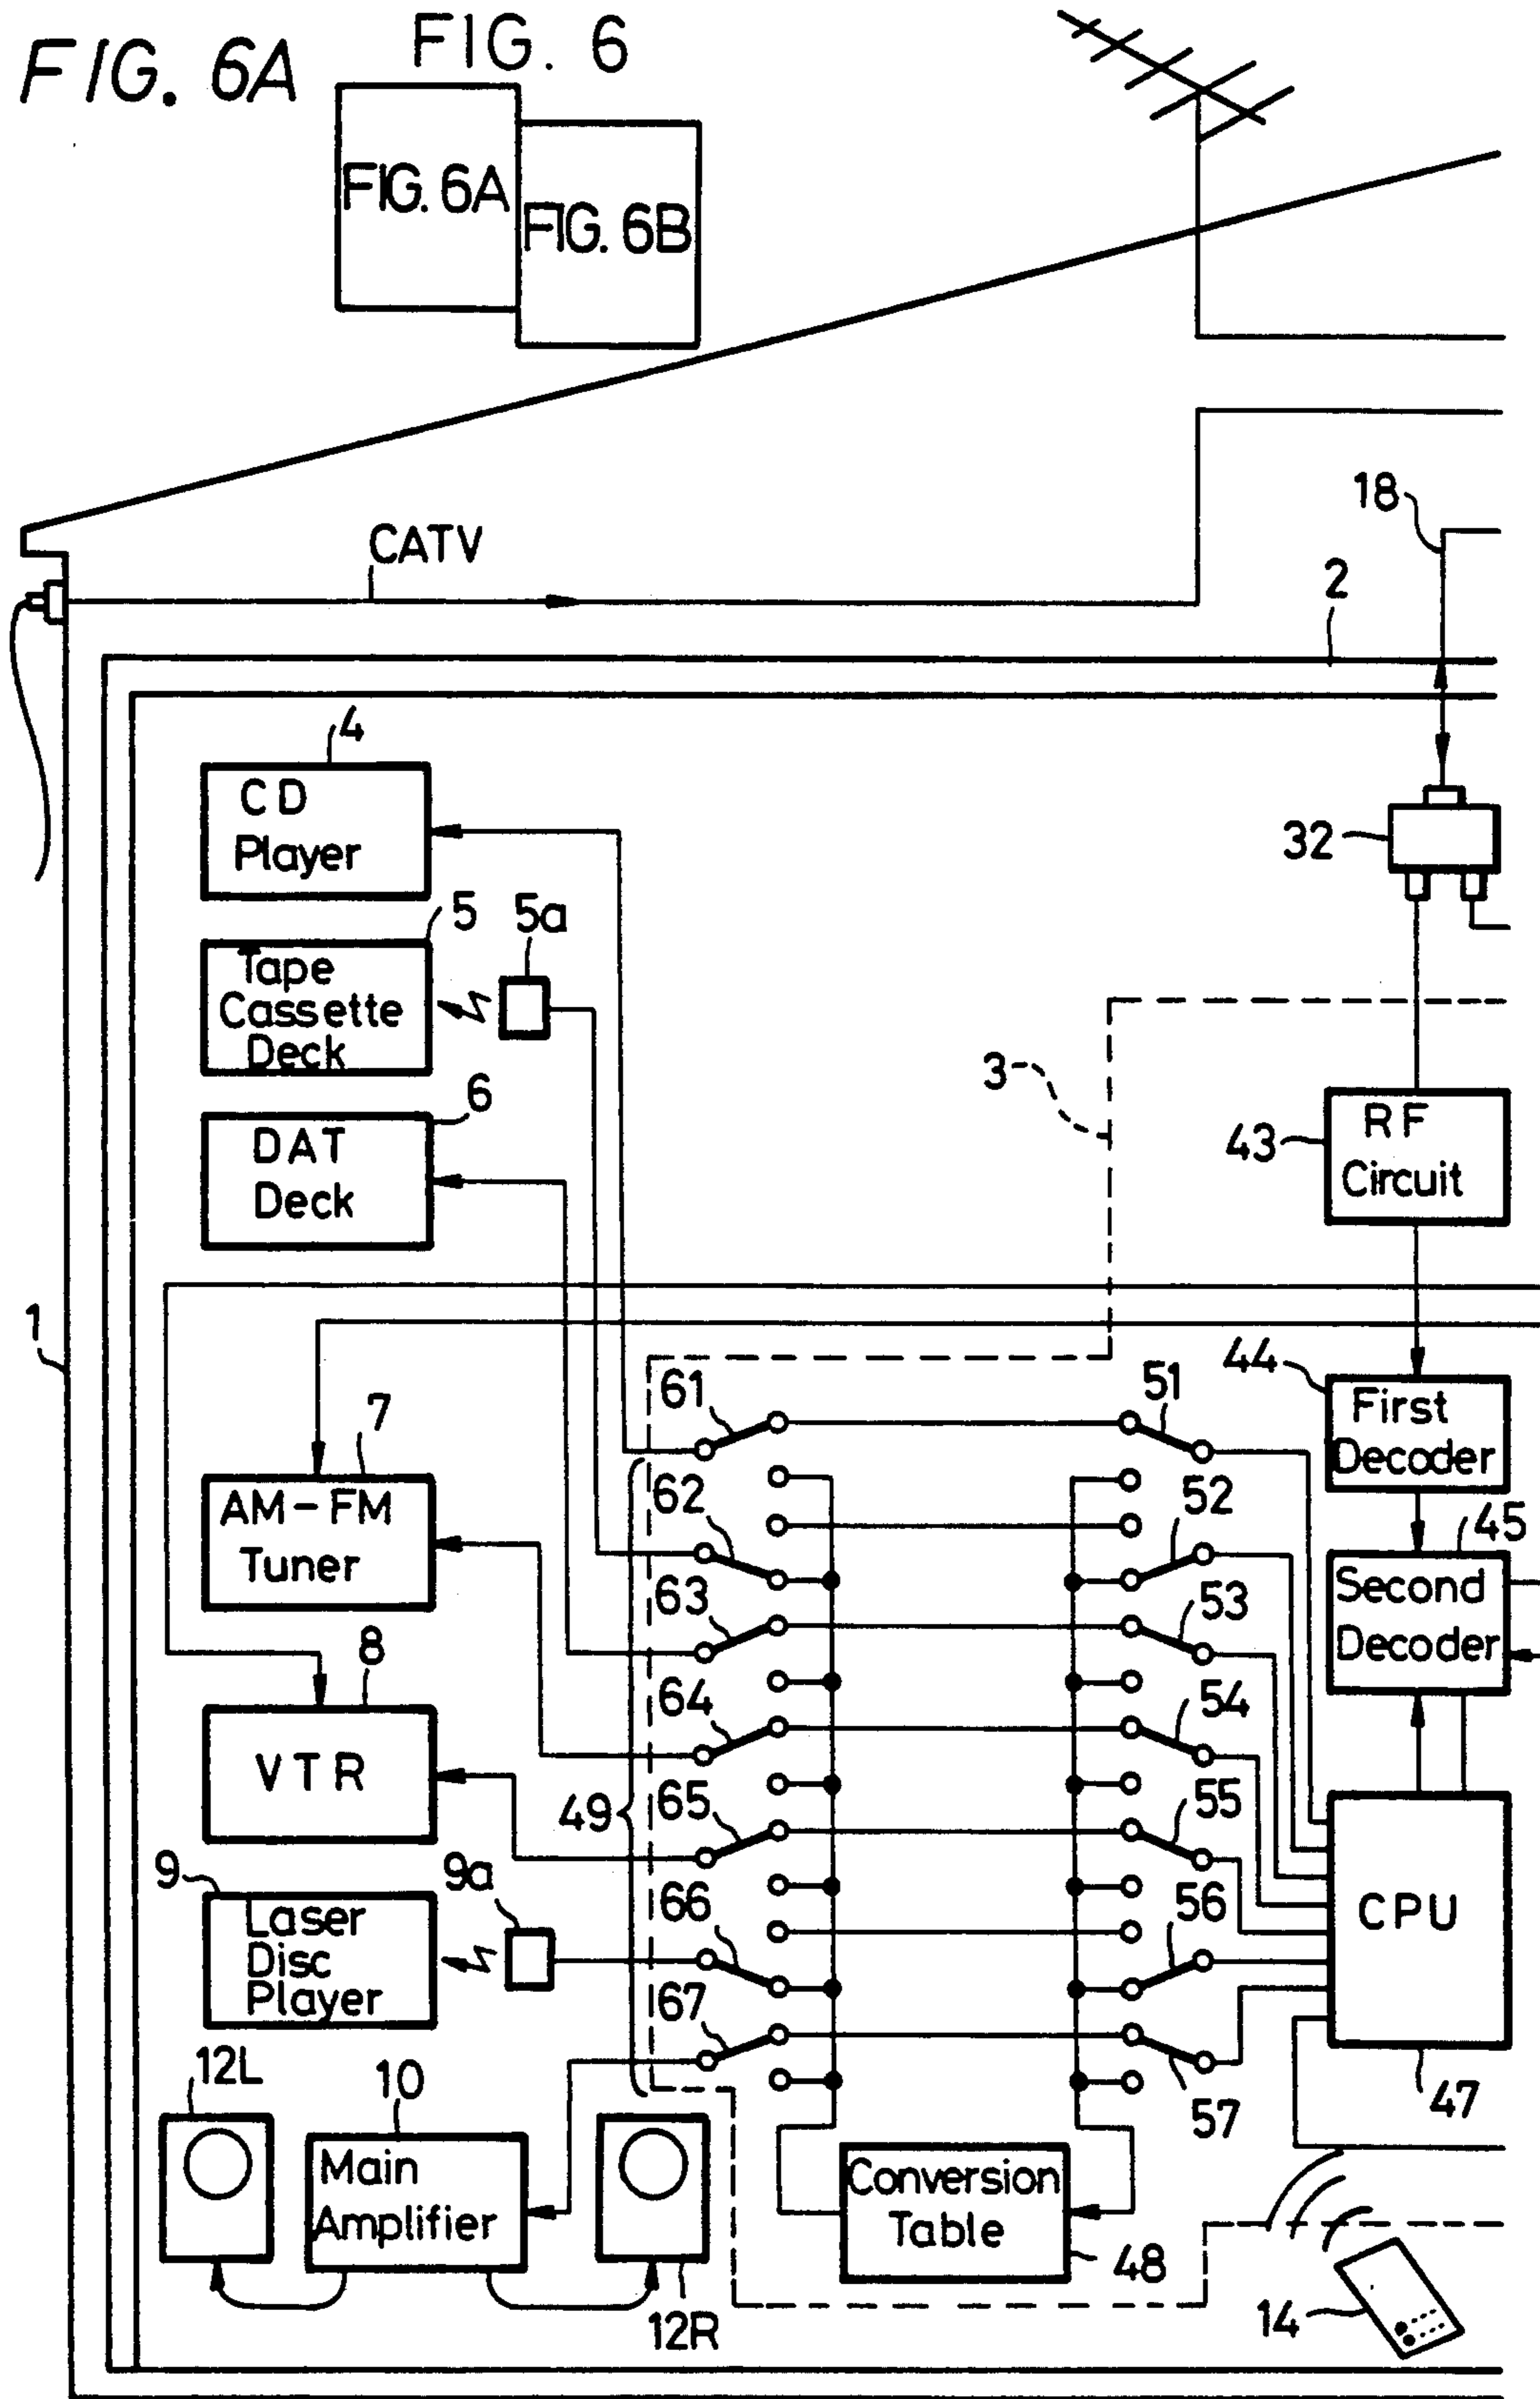 FIG. 6A
FIG. 6
FIG. 6A
FIG. 6B
CATV
18
2
4
CD
Player
32
5
5a
Tape
Cassette
Deck
3
6
DAT
Deck
43
RF
Circuit
1
44
First
Decoder
61
51
7
AM-FM
Tuner
62
52
45
Second
Decoder
63
53
8
VTR
64
54
49
65
55
9
9a
Laser
Disc
Player
66
56
CPU
67
57
47
12L
10
Main
Amplifier
12R
Conversion
Table
48
14